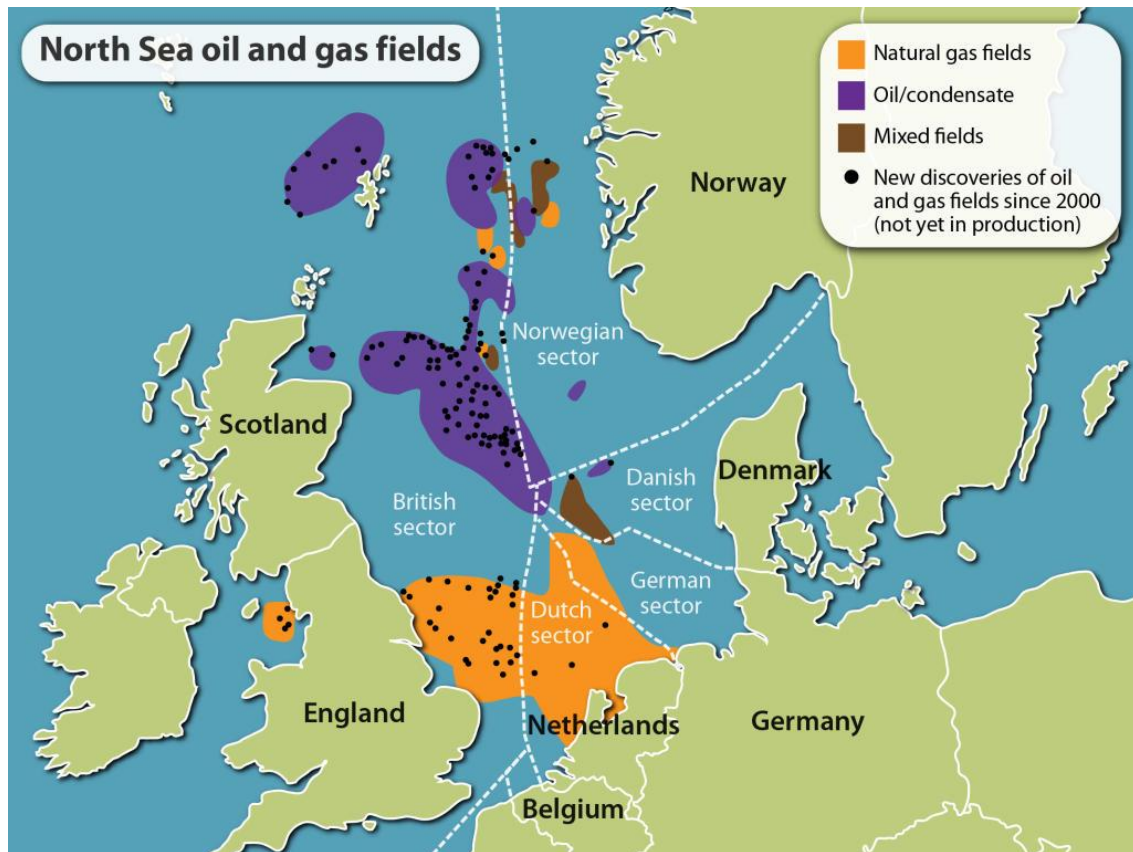 North Sea oil and gas fields
Natural gas fields
Oil/condensate
Mixed fields
New discoveries of oil
and gas fields since 2000
(not yet in production)
Norway
Norwegian
sector
Scotland
Denmark
Danish
sector
British
sector
German
sector
Dutch
sector
England
Netherlands
Germany
Belgium